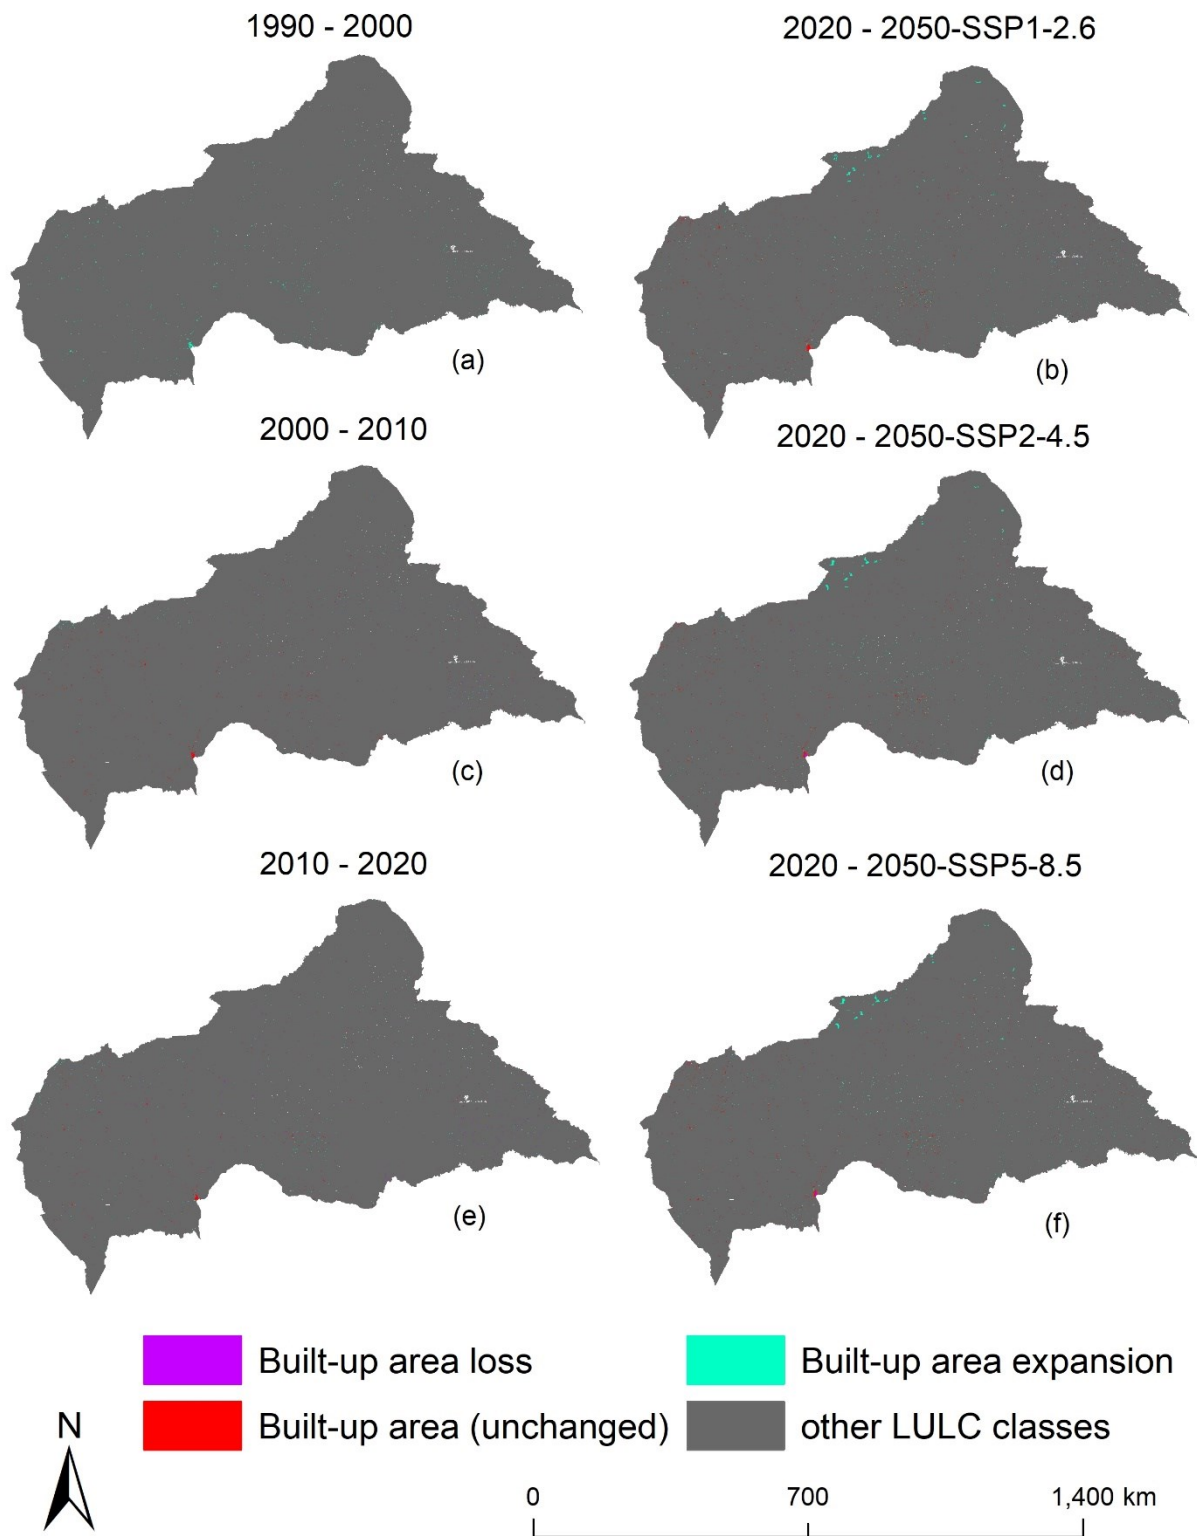 1990 - 2000
2020 - 2050-SSP1-2.6
(a)
(b)
2000 - 2010
2020 - 2050-SSP2-4.5
(c)
(d)
2010 - 2020
2020 - 2050-SSP5-8.5
(e)
(f)
Built-up area loss
Built-up area expansion
Built-up area (unchanged)
other LULC classes
N
0 700 1,400 km